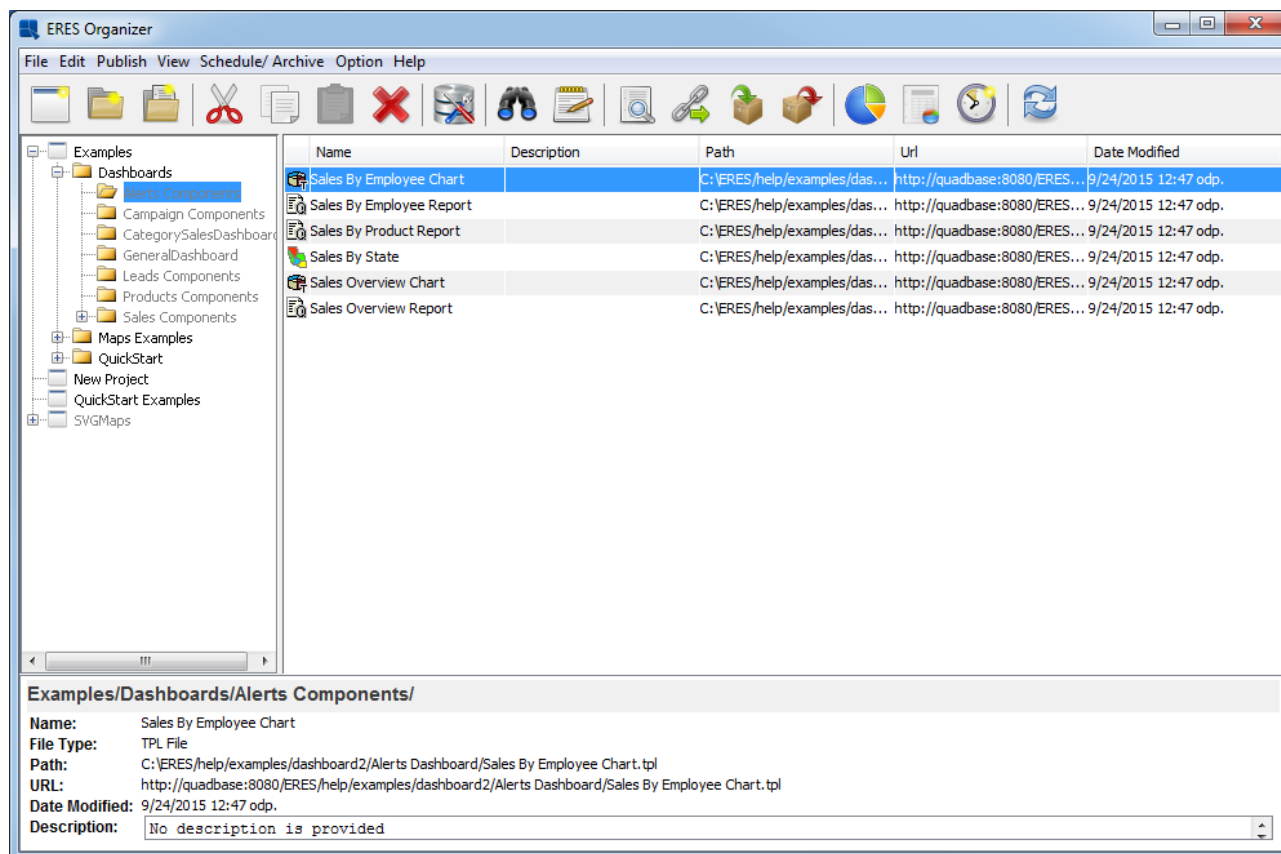 ERES Organizer
File Edit Publish View Schedule/ Archive Option Help
Examples
Dashboards
Alerts Components
Campaign Components
CategorySalesDashboard
GeneralDashboard
Leads Components
Products Components
Sales Components
Maps Examples
QuickStart
New Project
QuickStart Examples
SVGMaps
Name Description Path Url Date Modified
Sales By Employee Chart C:\ERES/help/examples/das... http://quadbase:8080/ERES... 9/24/2015 12:47 odp.
Sales By Employee Report C:\ERES/help/examples/das... http://quadbase:8080/ERES... 9/24/2015 12:47 odp.
Sales By Product Report C:\ERES/help/examples/das... http://quadbase:8080/ERES... 9/24/2015 12:47 odp.
Sales By State C:\ERES/help/examples/das... http://quadbase:8080/ERES... 9/24/2015 12:47 odp.
Sales Overview Chart C:\ERES/help/examples/das... http://quadbase:8080/ERES... 9/24/2015 12:47 odp.
Sales Overview Report C:\ERES/help/examples/das... http://quadbase:8080/ERES... 9/24/2015 12:47 odp.
Examples/Dashboards/Alerts Components/
Name: Sales By Employee Chart
File Type: TPL File
Path: C:\ERES/help/examples/dashboard2/Alerts Dashboard/Sales By Employee Chart.tpl
URL: http://quadbase:8080/ERES/help/examples/dashboard2/Alerts Dashboard/Sales By Employee Chart.tpl
Date Modified: 9/24/2015 12:47 odp.
Description: No description is provided